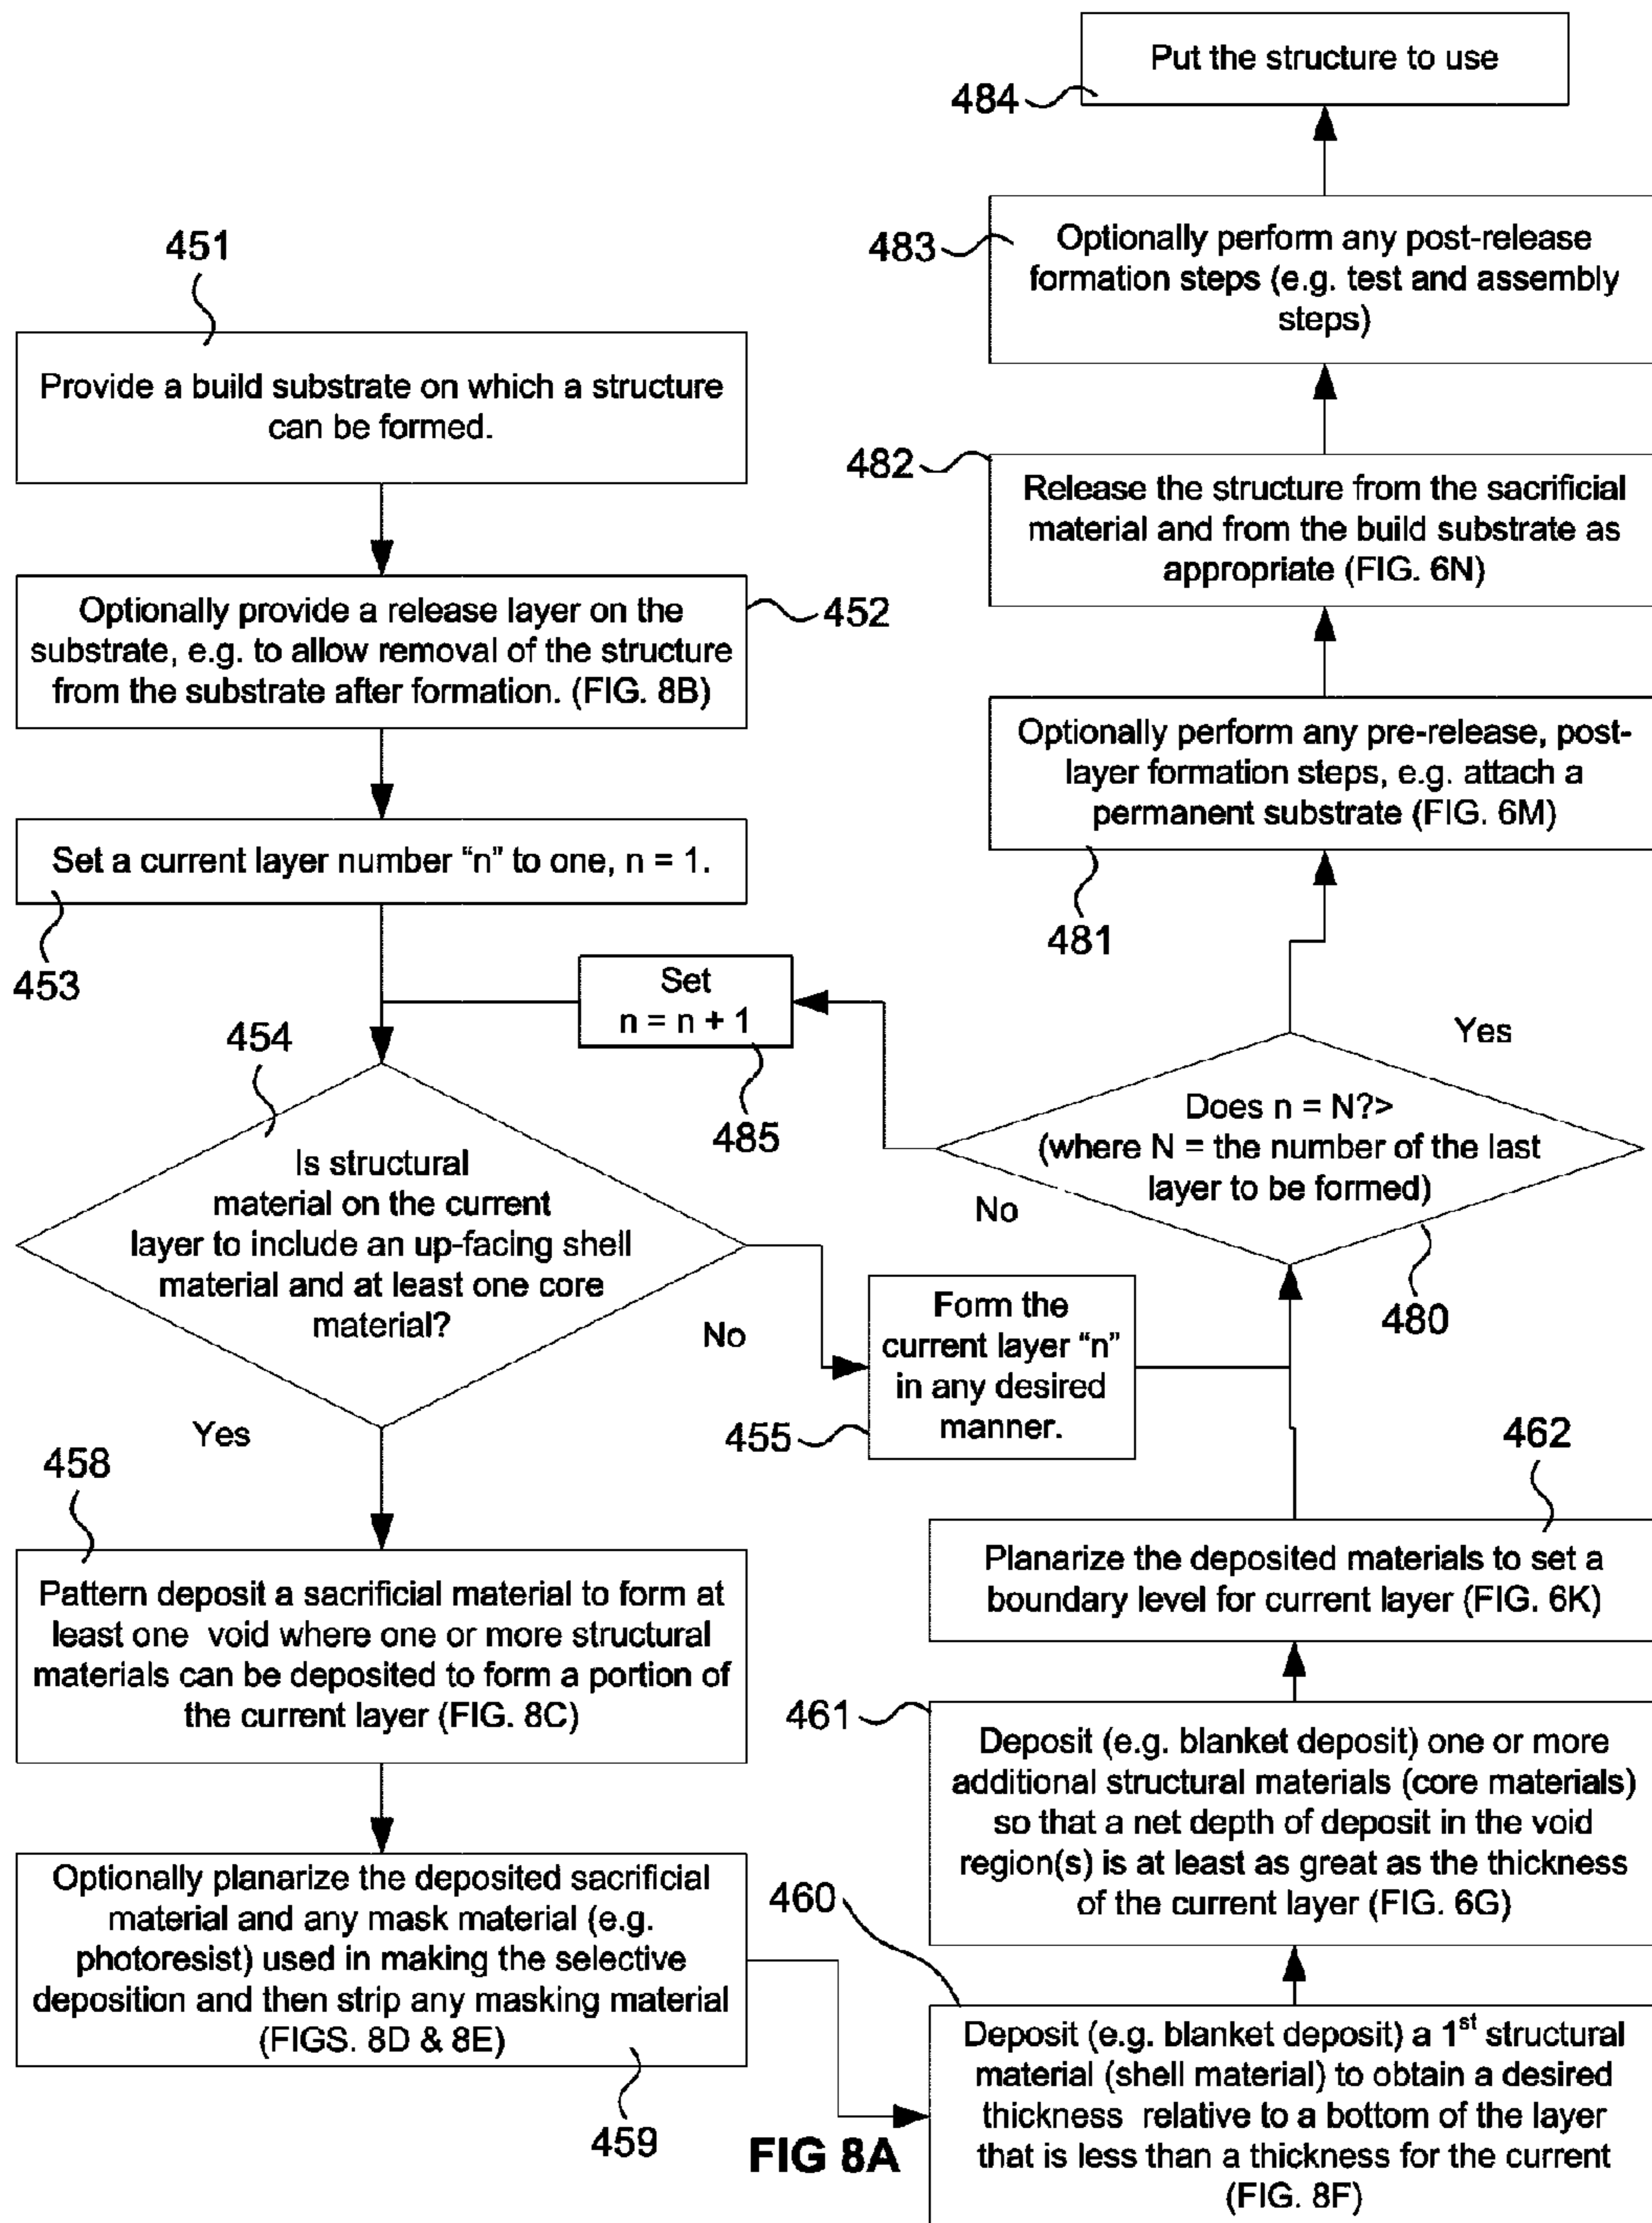 451
Provide a build substrate on which a structure
can be formed.
Optionally provide a release layer on the
substrate, e.g. to allow removal of the structure
from the substrate after formation. (FIG. 8B)
452
Set a current layer number “n” to one, n = 1.
453
Set
n = n + 1
485
454
Is structural
material on the current
layer to include an up-facing shell
material and at least one core
material?
No
Yes
Form the
current layer “n”
in any desired
manner.
455
458
Pattern deposit a sacrificial material to form at
least one void where one or more structural
materials can be deposited to form a portion of
the current layer (FIG. 8C)
Optionally planarize the deposited sacrificial
material and any mask material (e.g.
photoresist) used in making the selective
deposition and then strip any masking material
(FIGS. 8D & 8E)
459
460
Deposit (e.g. blanket deposit) a 1st structural
material (shell material) to obtain a desired
thickness relative to a bottom of the layer
that is less than a thickness for the current
(FIG. 8F)
461
Deposit (e.g. blanket deposit) one or more
additional structural materials (core materials)
so that a net depth of deposit in the void
region(s) is at least as great as the thickness
of the current layer (FIG. 6G)
462
Planarize the deposited materials to set a
boundary level for current layer (FIG. 6K)
Does n = N?>
(where N = the number of the last
layer to be formed)
480
No
Yes
Optionally perform any pre-release, post-
layer formation steps, e.g. attach a
permanent substrate (FIG. 6M)
481
482
Release the structure from the sacrificial
material and from the build substrate as
appropriate (FIG. 6N)
483
Optionally perform any post-release
formation steps (e.g. test and assembly
steps)
484
Put the structure to use
FIG 8A